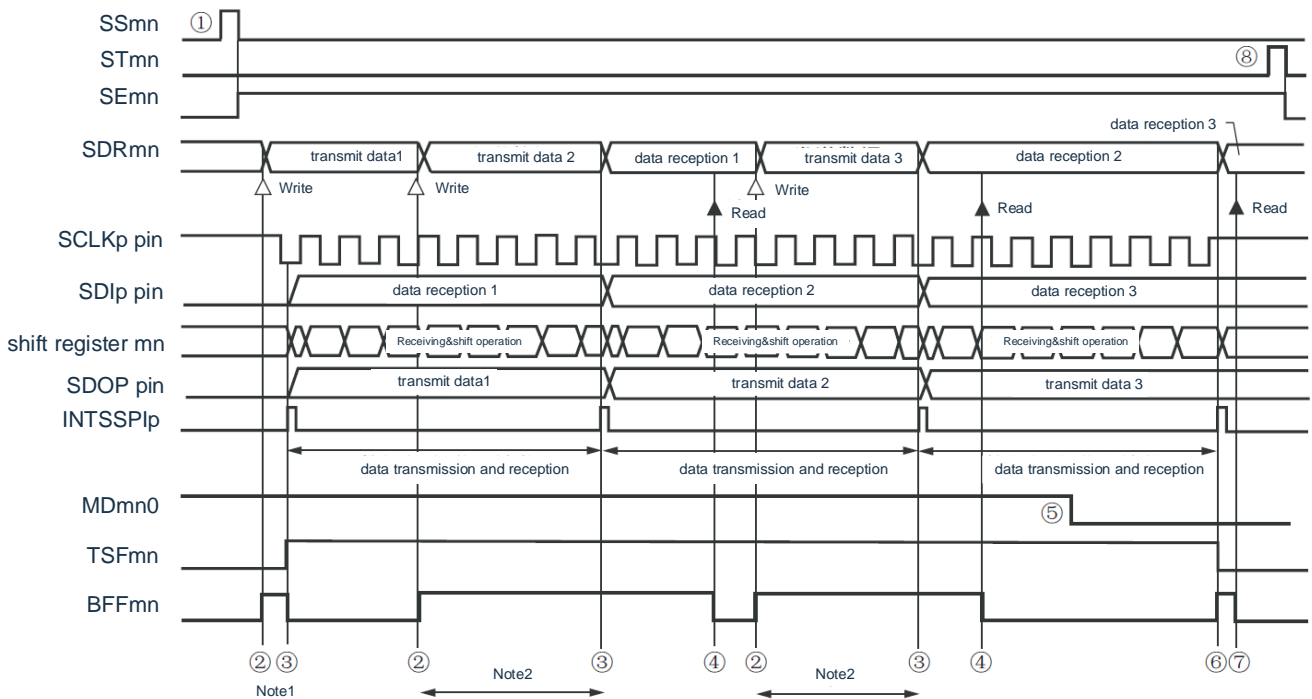 SSmn
①
STmn
⑧
SEmn
data reception 3
SDRmn
transmit data1
transmit data 2
data reception 1
transmit data 3
data reception 2
Write
Write
Read
Write
Read
Read
SCLKp pin
SDIp pin
data reception 1
data reception 2
data reception 3
shift register mn
Receiving&shift operation
Receiving&shift operation
Receiving&shift operation
SDOP pin
transmit data1
transmit data 2
transmit data 3
INTSSPIp
data transmission and reception
data transmission and reception
data transmission and reception
MDmn0
⑤
TSFmn
BFFmn
② ③ ② ③ ④ ② ③ ④ ⑥ ⑦
Note1
Note2
Note2